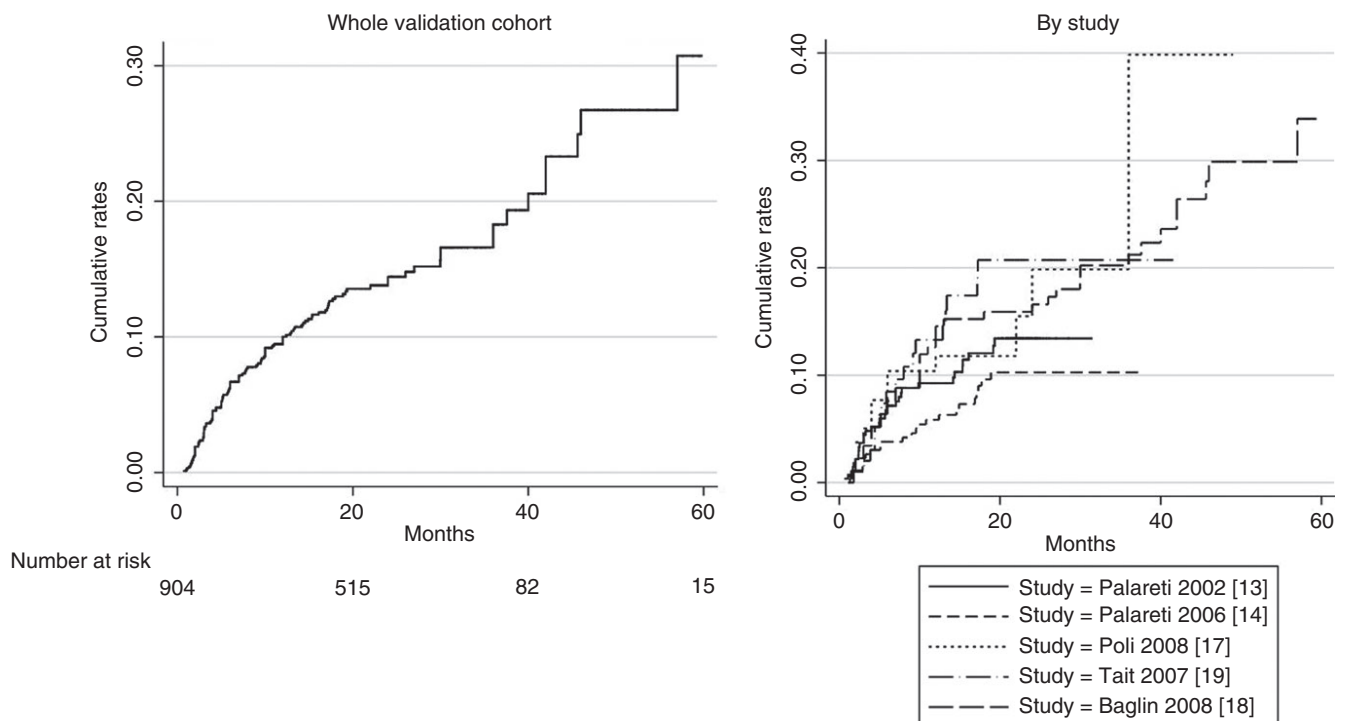 Whole validation cohort
0.30
0.20
0.10
0.00
Cumulative rates
0 20 40 60
Months
Number at risk
904 515 82 15
By study
0.40
0.30
0.20
0.10
0.00
Cumulative rates
0 20 40 60
Months
Study = Palareti 2002 [13]
Study = Palareti 2006 [14]
Study = Poli 2008 [17]
Study = Tait 2007 [19]
Study = Baglin 2008 [18]